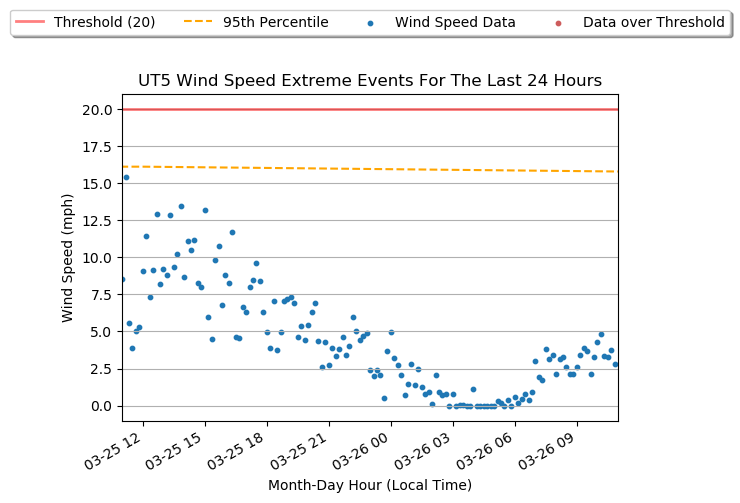 Threshold (20) 95th Percentile Wind Speed Data Data over Threshold
UT5 Wind Speed Extreme Events For The Last 24 Hours
20.0
17.5
15.0
12.5
10.0
7.5
5.0
2.5
0.0
Wind Speed (mph)
03-25 12 03-25 15 03-25 18 03-25 21 03-26 00 03-26 03 03-26 06 03-26 09
Month-Day Hour (Local Time)